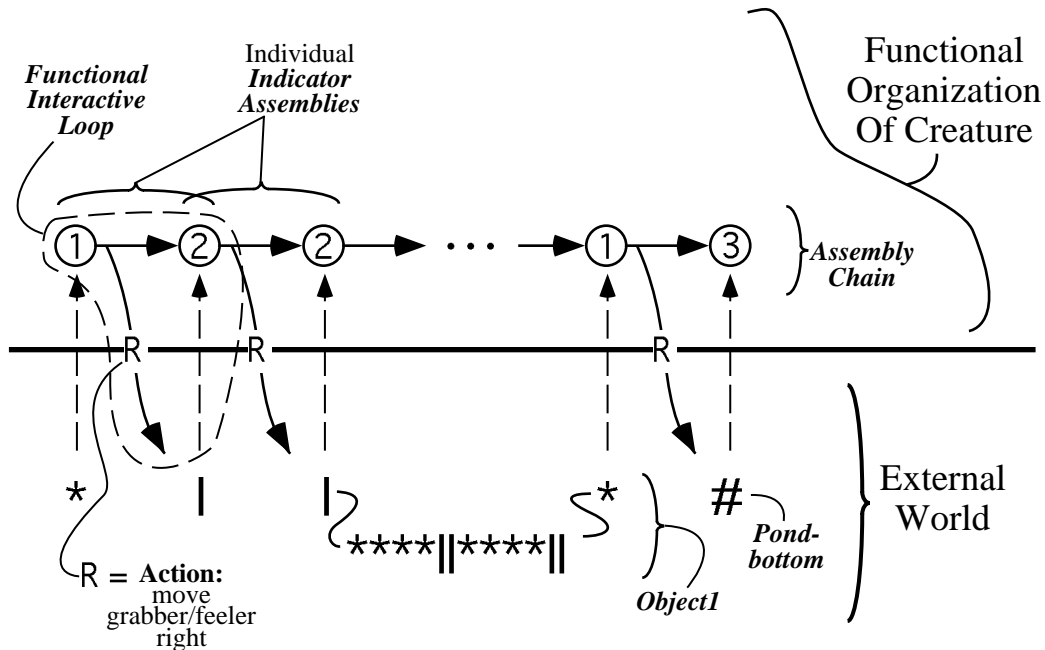 Functional
Interactive
Loop
Individual
Indicator
Assemblies
Functional
Organization
Of Creature
1 2 2 ... 1 3
Assembly
Chain
R R R
* | | * #
****||****||
External
World
Pond-
bottom
Object1
R = Action:
move
grabber/feeler
right